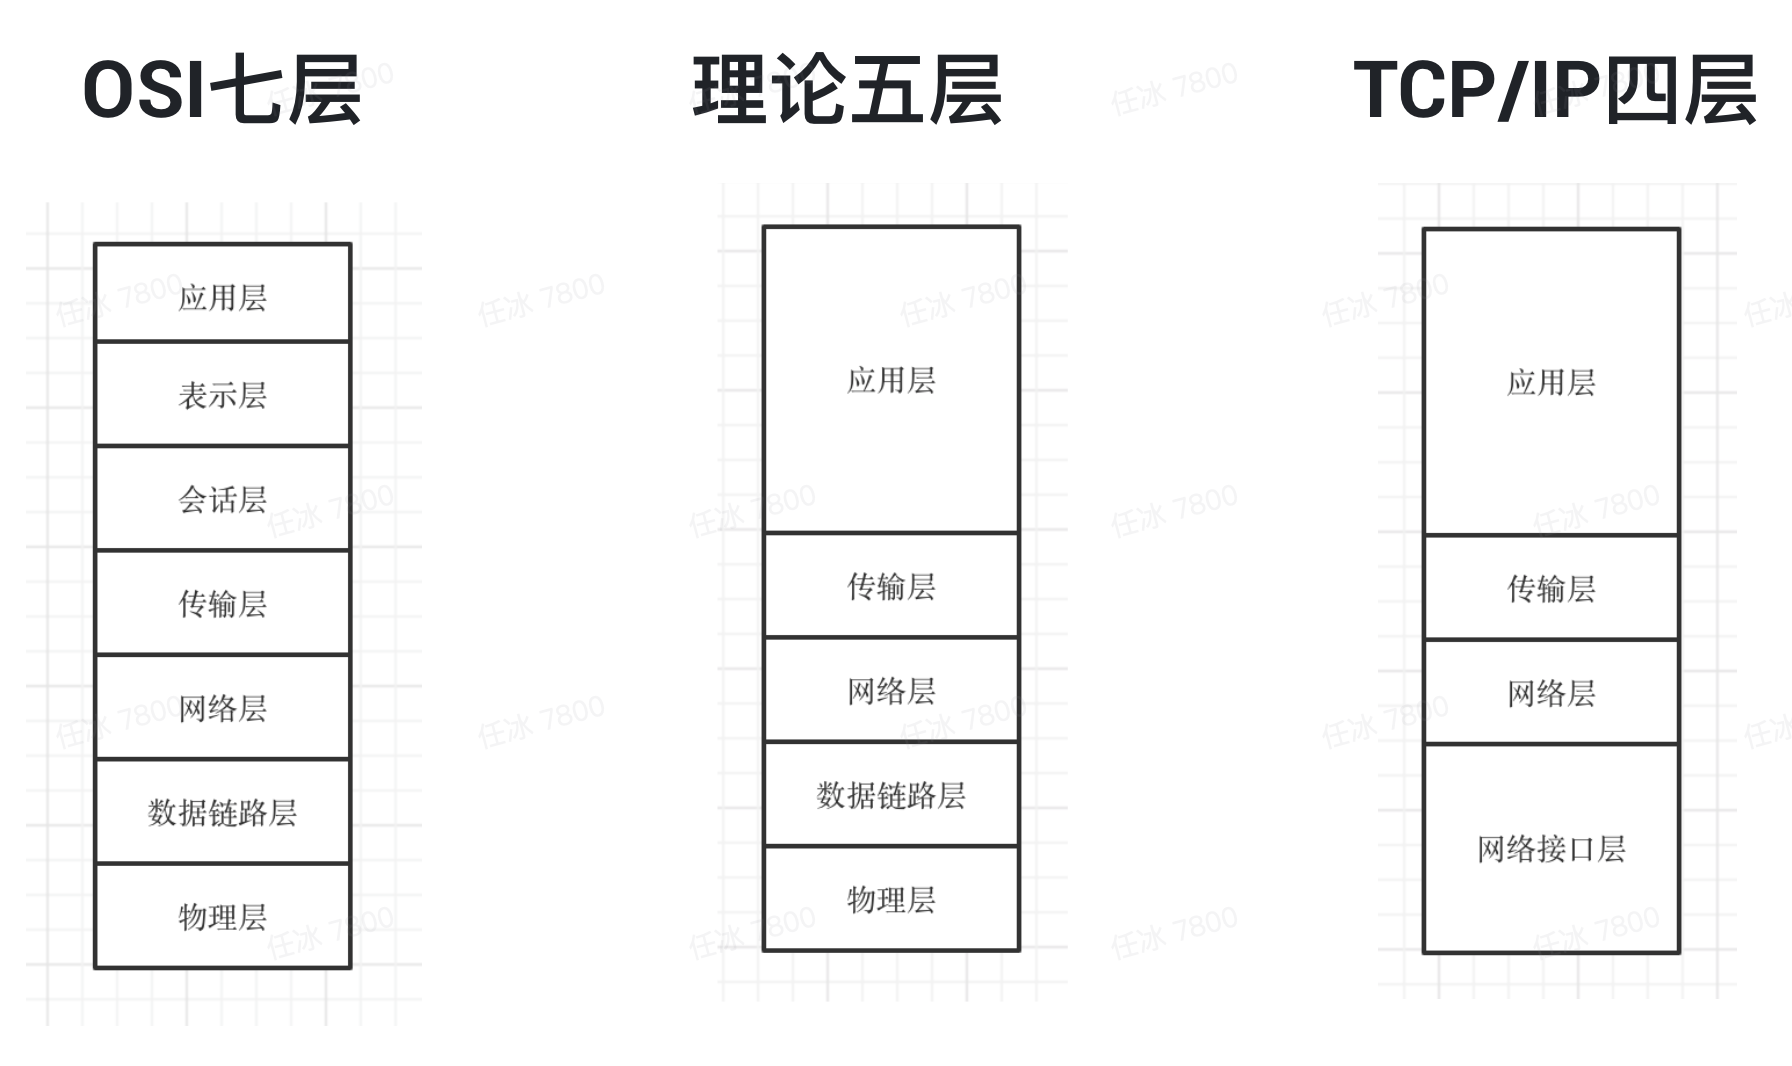 OSI七层
理论五层
TCP/IP四层
应用层
表示层
会话层
传输层
网络层
数据链路层
物理层
应用层
传输层
网络层
数据链路层
物理层
应用层
传输层
网络层
网络接口层
任冰 7800